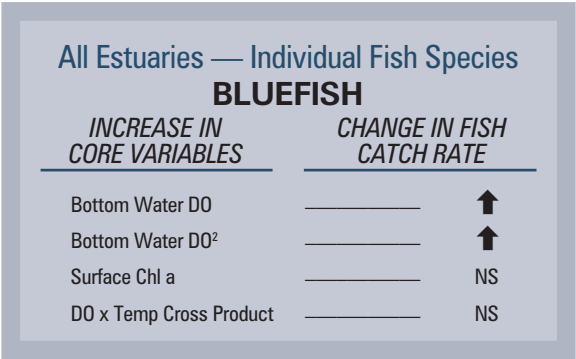 All Estuaries — Individual Fish Species
BLUEFISH
INCREASE IN CORE VARIABLES
CHANGE IN FISH CATCH RATE
Bottom Water DO ⬆
Bottom Water DO² ⬆
Surface Chl a NS
DO x Temp Cross Product NS